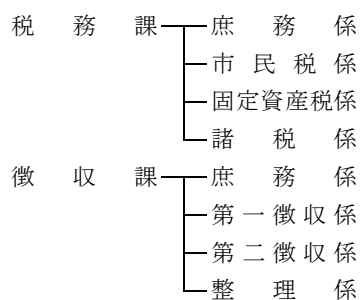 税務課 庶務係
市民税係
固定資産税係
諸税係
徴収課 庶務係
第一徴収係
第二徴収係
整理係